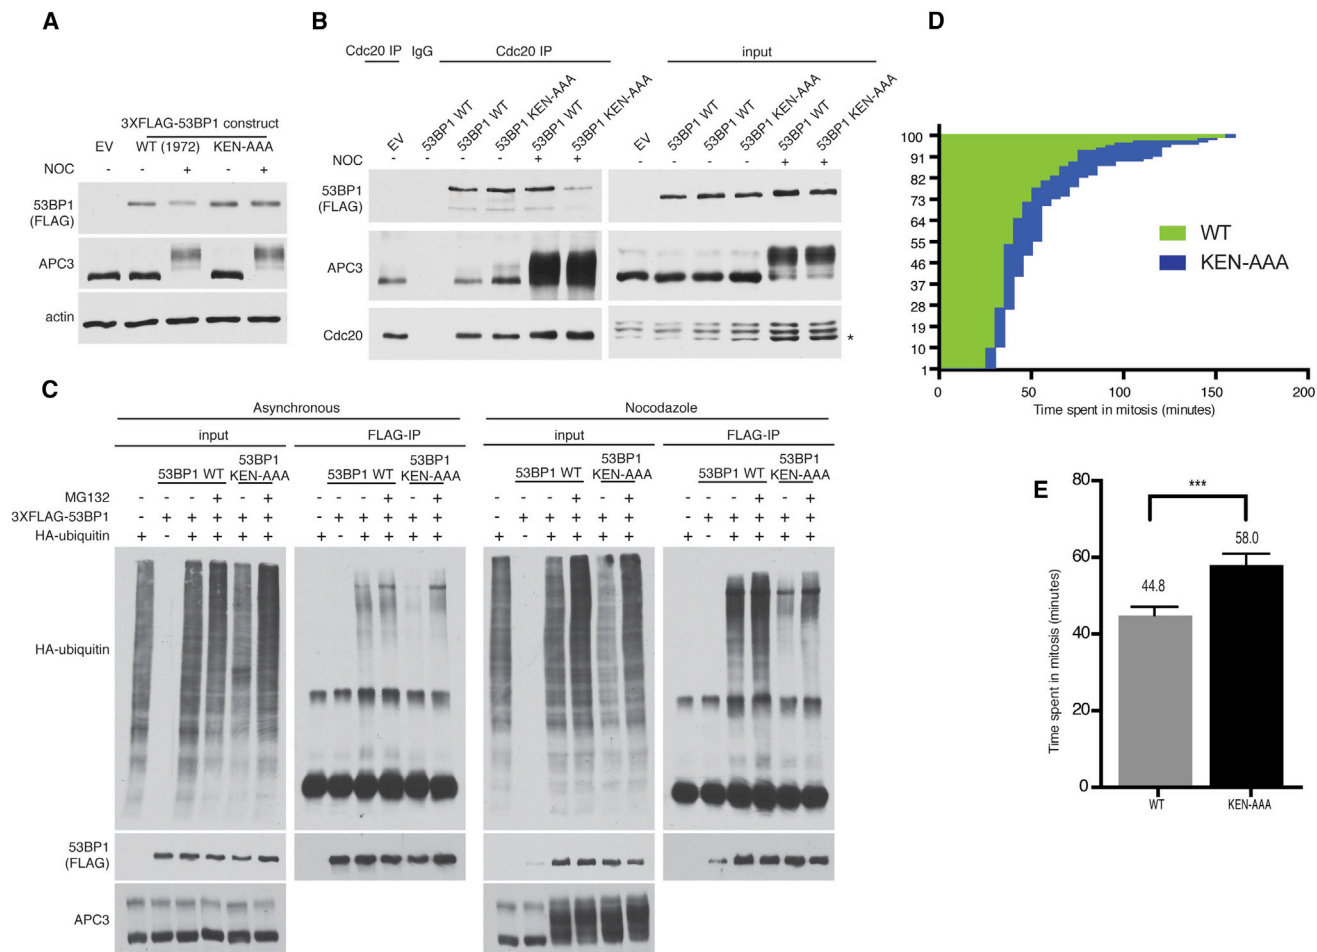 A
3XFLAG-53BP1 construct
EV WT (1972) KEN-AAA
NOC - - + - +
53BP1
(FLAG)
APC3
actin
B
Cdc20 IP IgG Cdc20 IP input
EV 53BP1 WT 53BP1 WT 53BP1 KEN-AAA 53BP1 WT 53BP1 KEN-AAA EV 53BP1 WT 53BP1 WT 53BP1 KEN-AAA 53BP1 WT 53BP1 KEN-AAA
NOC - - - - + + - - - - + +
53BP1
(FLAG)
APC3
Cdc20
*
C
Asynchronous Nocodazole
input FLAG-IP input FLAG-IP
53BP1 WT 53BP1 KEN-AAA 53BP1 WT 53BP1 KEN-AAA 53BP1 WT 53BP1 KEN-AAA 53BP1 WT 53BP1 KEN-AAA
MG132 - - - + - + - - - + - + - - - + - + - - - + - +
3XFLAG-53BP1 - + + + + + - + + + + + - + + + + + - + + + + +
HA-ubiquitin + - + + + + + - + + + + + - + + + + + - + + + +
HA-ubiquitin
53BP1
(FLAG)
APC3
D
100
91
82
73
64
55
46
37
28
19
10
1
0 50 100 150 200
Time spent in mitosis (minutes)
WT
KEN-AAA
E
Time spent in mitosis (minutes)
80
60
40
20
0
***
44.8
58.0
WT KEN-AAA